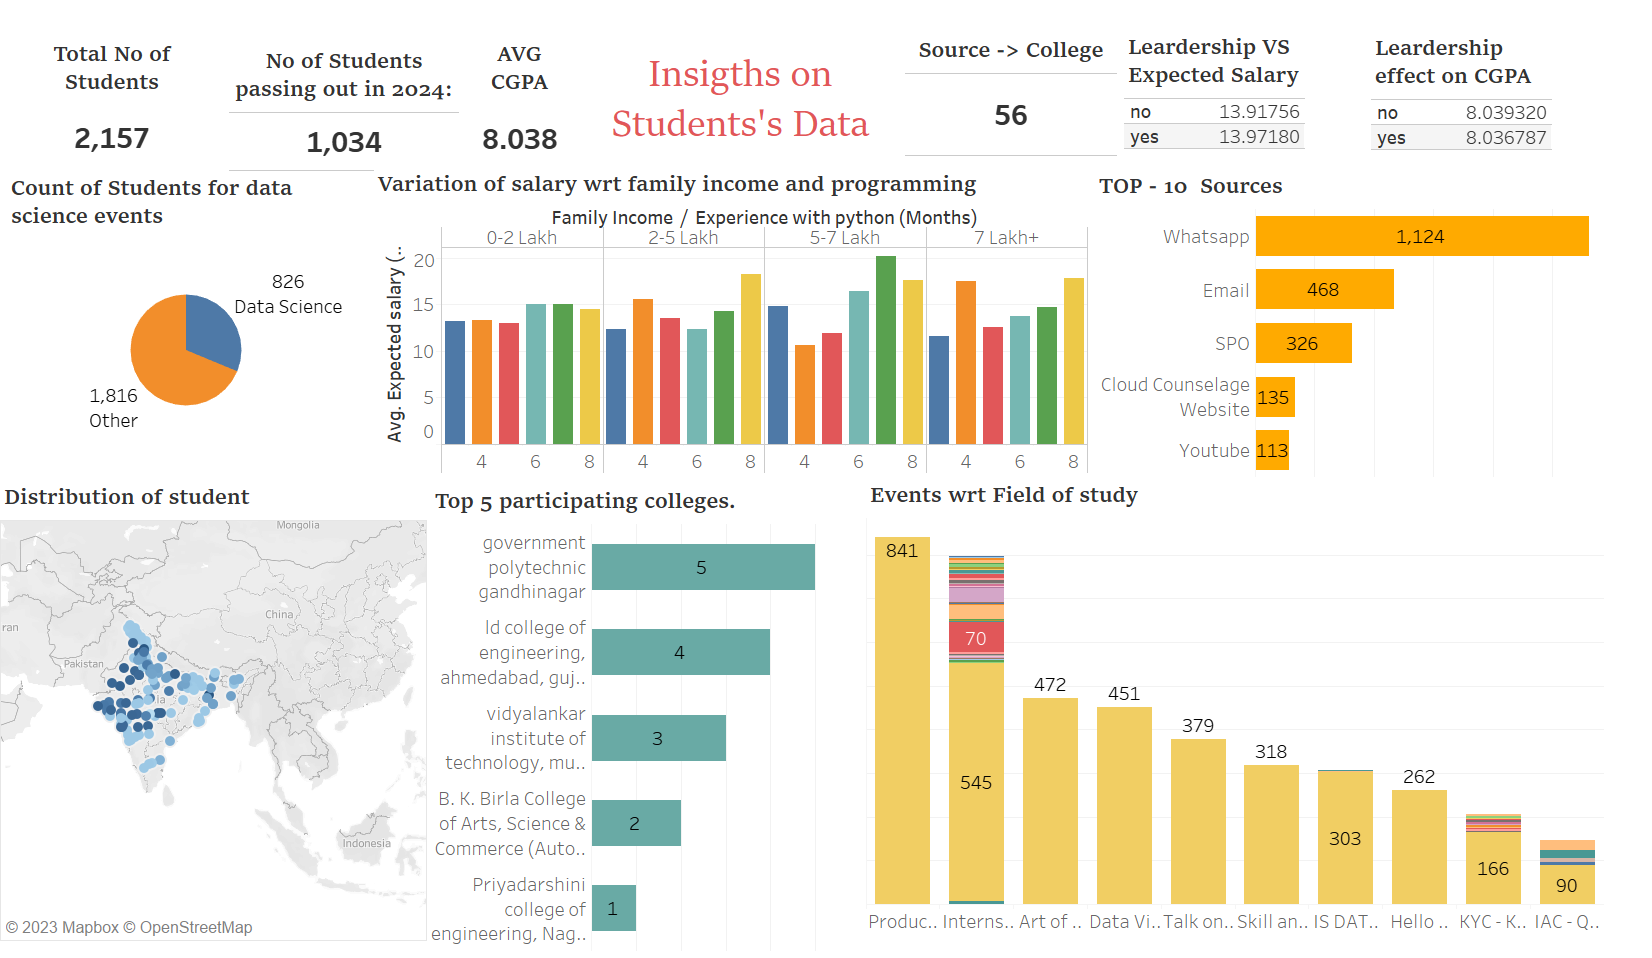 Total No of
Students
2,157
No of Students
passing out in 2024:
1,034
AVG
CGPA
8.038
Insigths on
Students's Data
Source -> College
56
Leardership VS
Expected Salary
no 13.91756
yes 13.97180
Leardership
effect on CGPA
no 8.039320
yes 8.036787
Count of Students for data
science events
826
Data Science
1,816
Other
Variation of salary wrt family income and programming
Family Income / Experience with python (Months)
0-2 Lakh 2-5 Lakh 5-7 Lakh 7 Lakh+
Avg. Expected salary (..
20
15
10
5
0
4 6 8 4 6 8 4 6 8 4 6 8
TOP - 10 Sources
Whatsapp 1,124
Email 468
SPO 326
Cloud Counselage
Website 135
Youtube 113
Distribution of student
Mongolia
China
ran
Pakistan
ia
Indonesia
© 2023 Mapbox © OpenStreetMap
Top 5 participating colleges.
government
polytechnic
gandhinagar
5
ld college of
engineering,
ahmedabad, guj..
4
vidyalankar
institute of
technology, mu..
3
B. K. Birla College
of Arts, Science &
Commerce (Auto..
2
Priyadarshini
college of
engineering, Nag..
1
Events wrt Field of study
841
70
545
472
451
379
318
303
262
166
90
Produc.. Interns.. Art of .. Data Vi.. Talk on.. Skill an.. IS DAT.. Hello .. KYC - K.. IAC - Q..